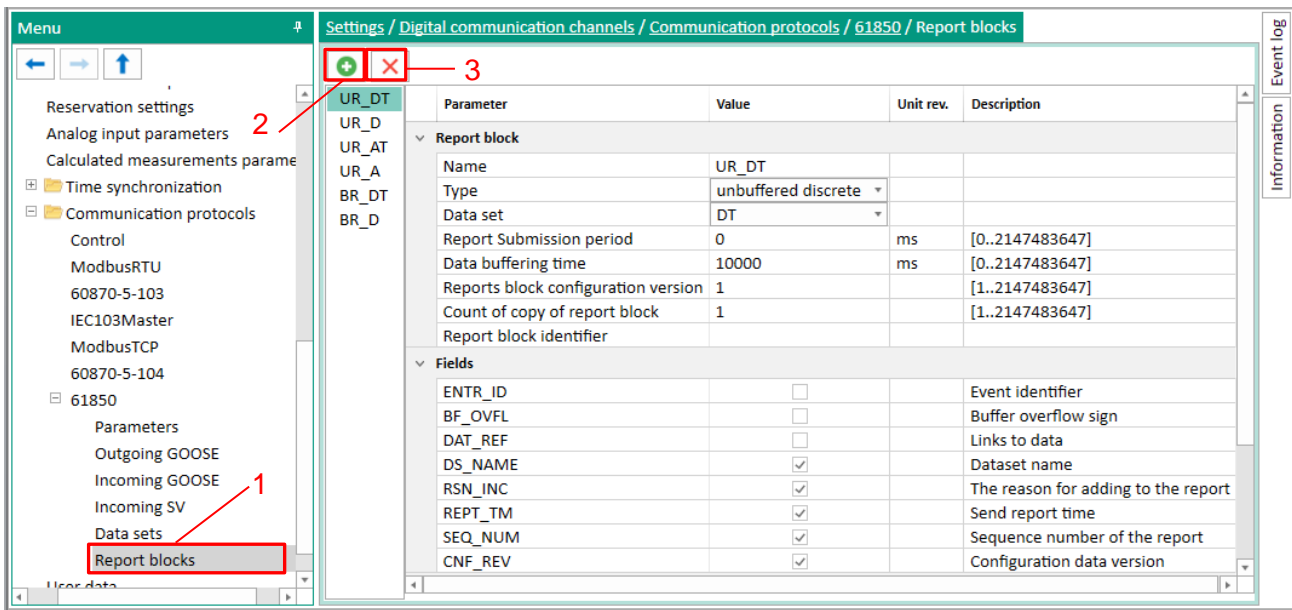 Menu
Reservation settings
Analog input parameters
Calculated measurements parame
Time synchronization
Communication protocols
Control
ModbusRTU
60870-5-103
IEC103Master
ModbusTCP
60870-5-104
61850
Parameters
Outgoing GOOSE
Incoming GOOSE
Incoming SV
Data sets
Report blocks
1
Settings / Digital communication channels / Communication protocols / 61850 / Report blocks
2
3
UR_DT
UR_D
UR_AT
UR_A
BR_DT
BR_D
Parameter Value Unit rev. Description
Report block
Name UR_DT
Type unbuffered discrete
Data set DT
Report Submission period 0 ms [0..2147483647]
Data buffering time 10000 ms [0..2147483647]
Reports block configuration version 1 [1..2147483647]
Count of copy of report block 1 [1..2147483647]
Report block identifier
Fields
ENTR_ID Event identifier
BF_OVFL Buffer overflow sign
DAT_REF Links to data
DS_NAME Dataset name
RSN_INC The reason for adding to the report
REPT_TM Send report time
SEQ_NUM Sequence number of the report
CNF_REV Configuration data version
Event log
Information